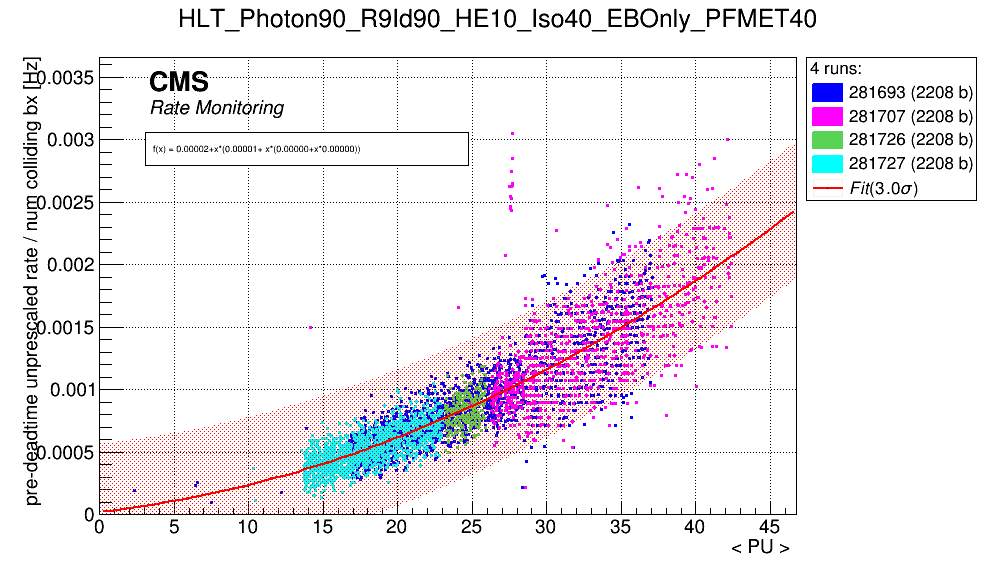 HLT_Photon90_R9Id90_HE10_Iso40_EBOnly_PFMET40
pre-deadtime unprescaled rate / num colliding bx [Hz]
0.0035
0.003
0.0025
0.002
0.0015
0.001
0.0005
0
CMS
Rate Monitoring
f(x) = 0.00002+x*(0.00001+ x*(0.00000+x*0.00000))
0 5 10 15 20 25 30 35 40 45
< PU >
4 runs:
281693 (2208 b)
281707 (2208 b)
281726 (2208 b)
281727 (2208 b)
Fit(3.0σ)